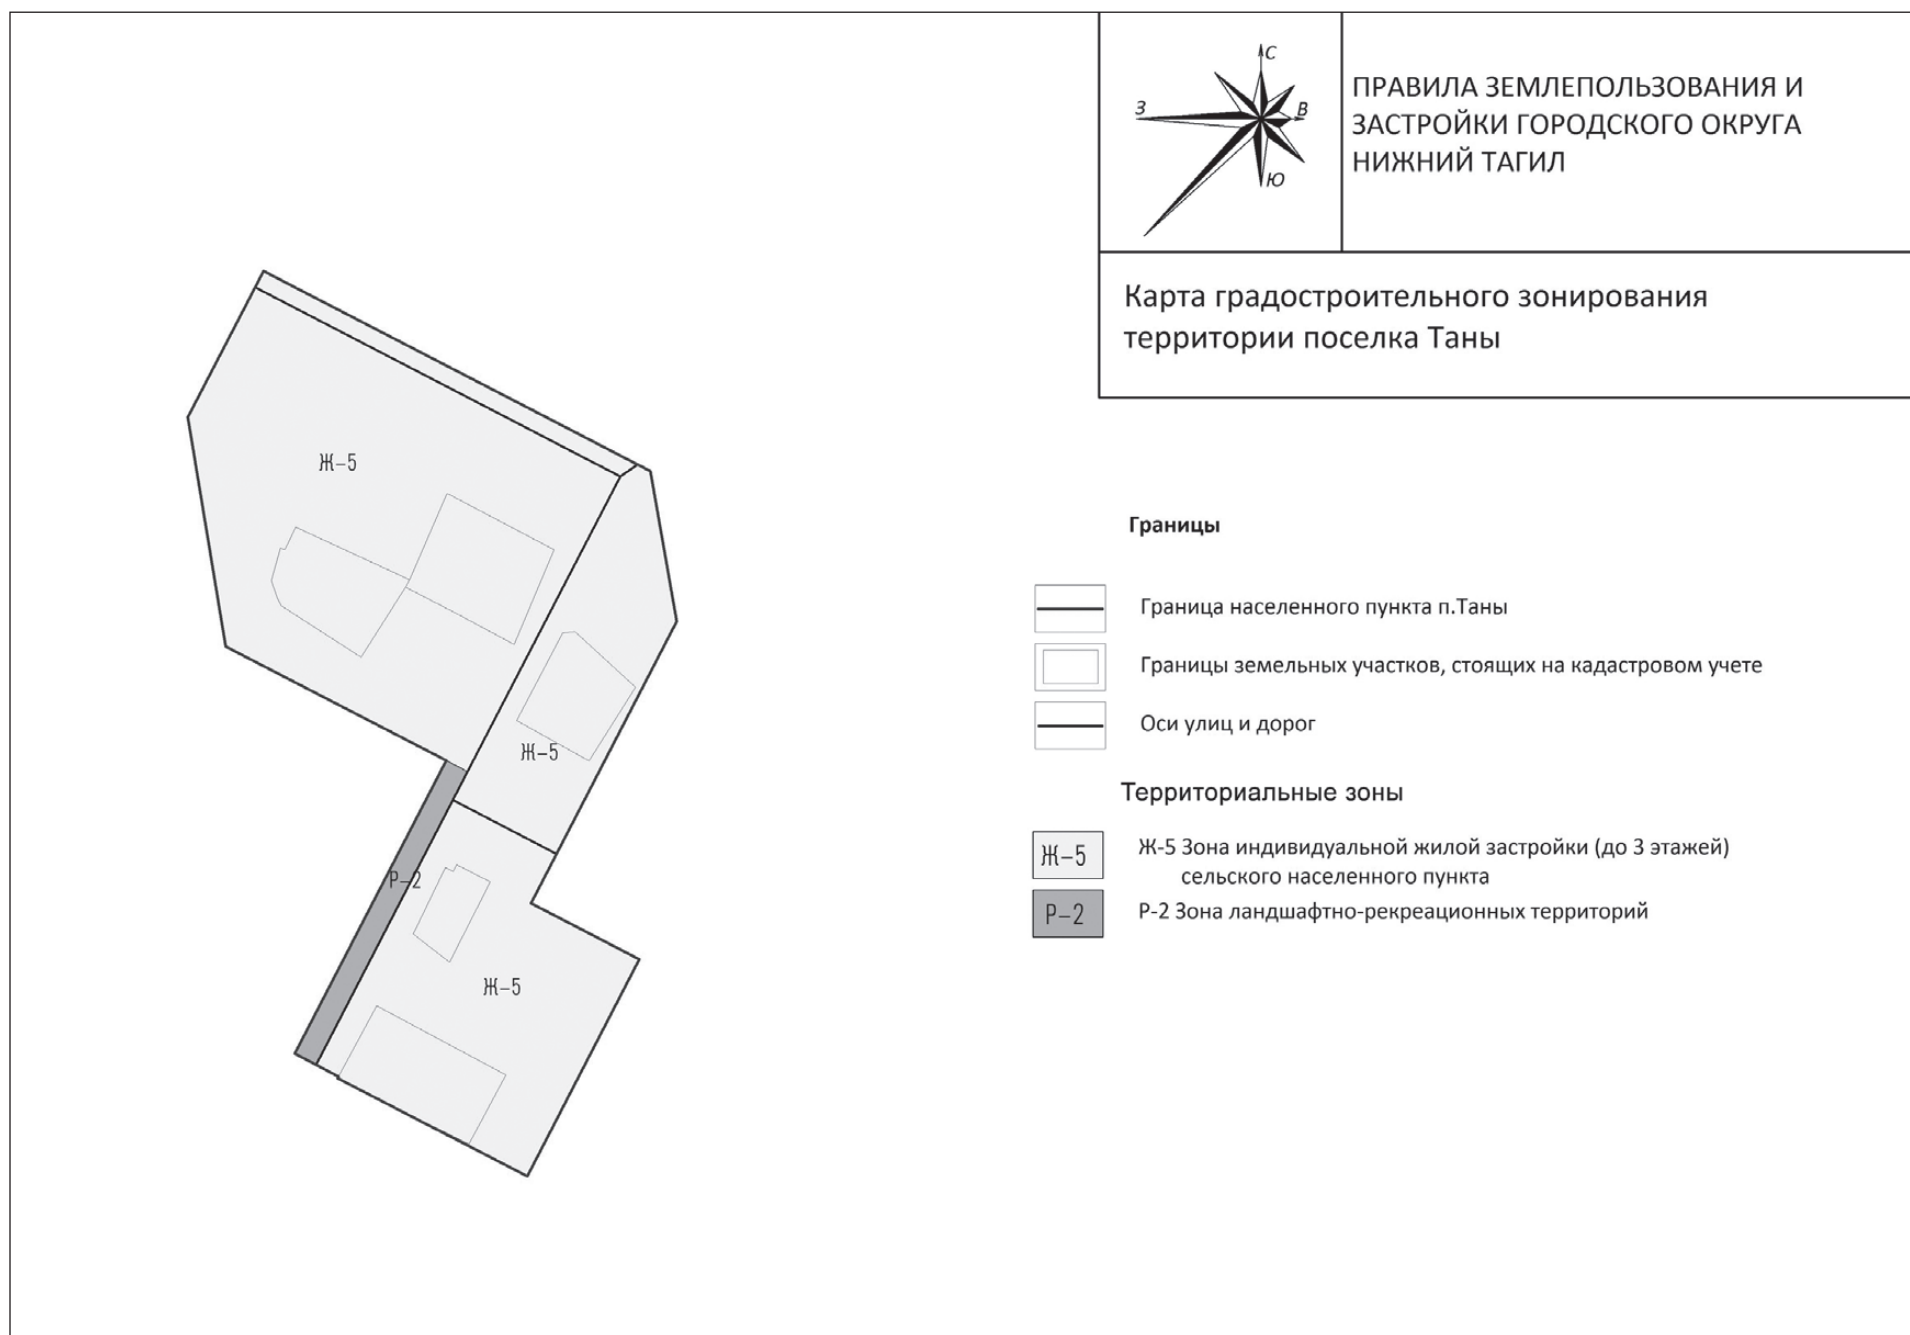 С
З
В
Ю
ПРАВИЛА ЗЕМЛЕПОЛЬЗОВАНИЯ И
ЗАСТРОЙКИ ГОРОДСКОГО ОКРУГА
НИЖНИЙ ТАГИЛ
Карта градостроительного зонирования
территории поселка Таны
Ж-5
Ж-5
Р-2
Ж-5
Границы
Граница населенного пункта п.Таны
Границы земельных участков, стоящих на кадастровом учете
Оси улиц и дорог
Территориальные зоны
Ж-5
Ж-5 Зона индивидуальной жилой застройки (до 3 этажей)
сельского населенного пункта
Р-2
Р-2 Зона ландшафтно-рекреационных территорий